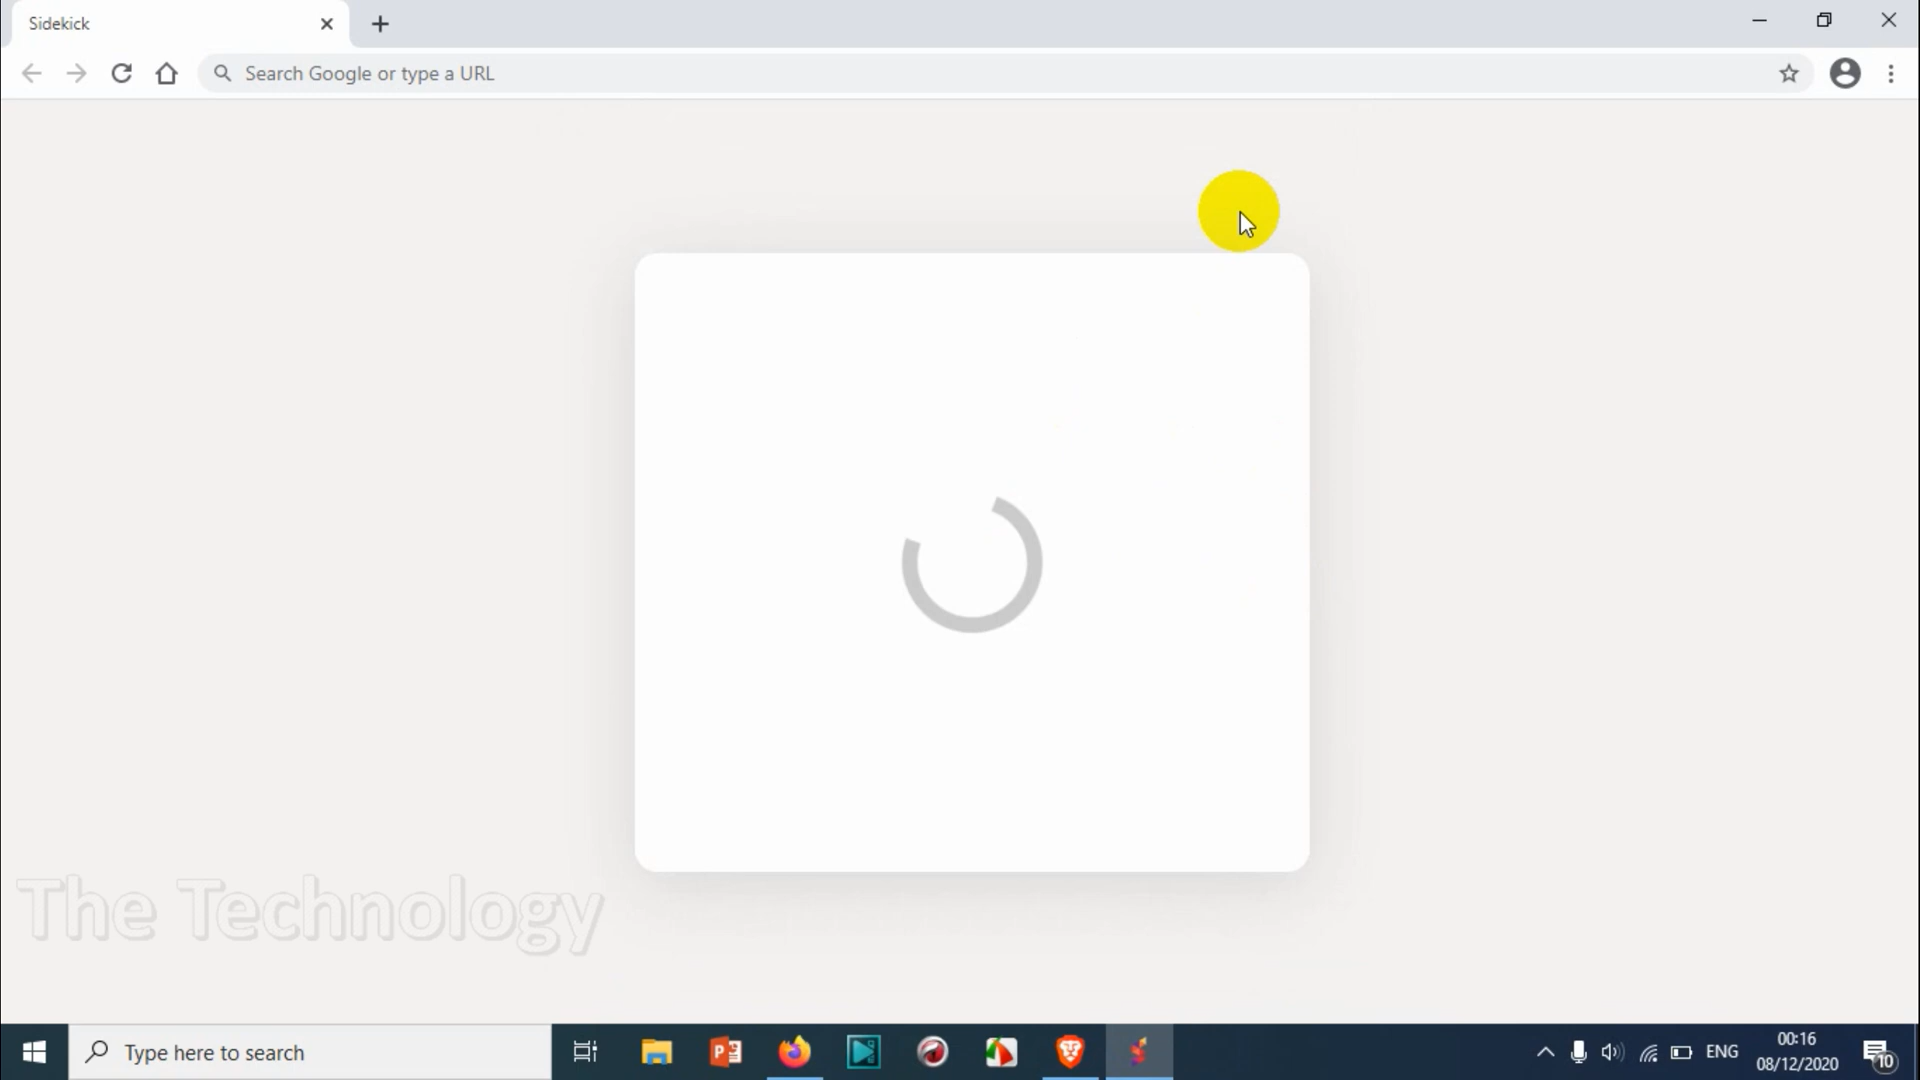 Sidekick
Search Google or type a URL
The Technology
Type here to search
ENG
00:16
08/12/2020
10